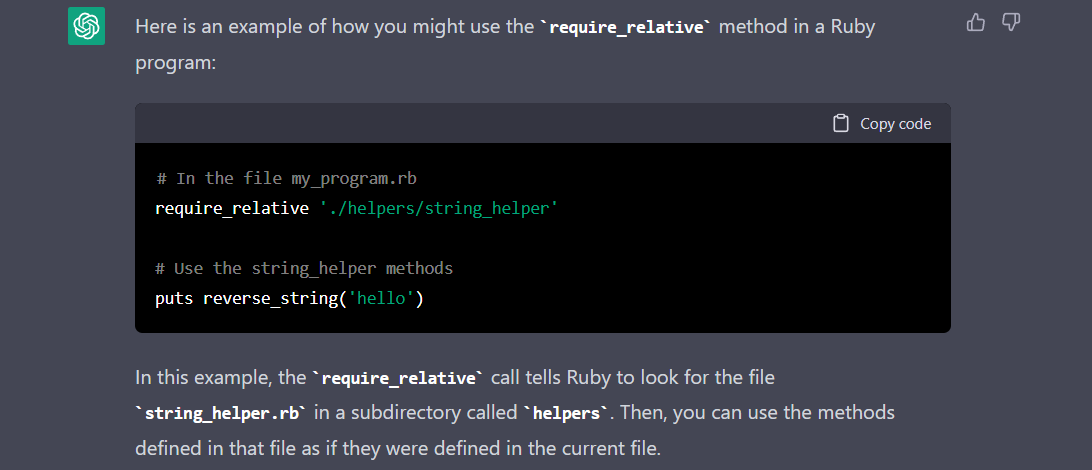 Here is an example of how you might use the `require_relative` method in a Ruby
program:
Copy code
# In the file my_program.rb
require_relative './helpers/string_helper'
# Use the string_helper methods
puts reverse_string('hello')
In this example, the `require_relative` call tells Ruby to look for the file
`string_helper.rb` in a subdirectory called `helpers`. Then, you can use the methods
defined in that file as if they were defined in the current file.